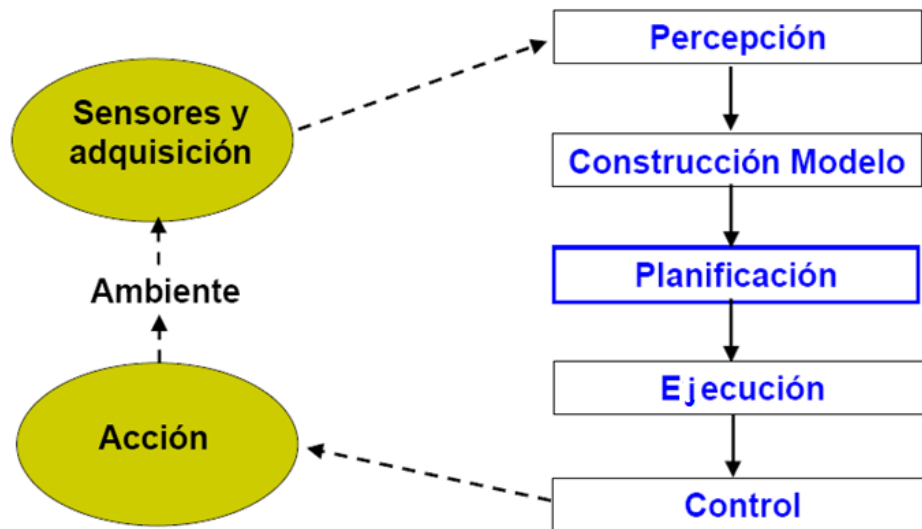 Percepción
Sensores y
adquisición
Construcción Modelo
Planificación
Ambiente
Ejecución
Acción
Control